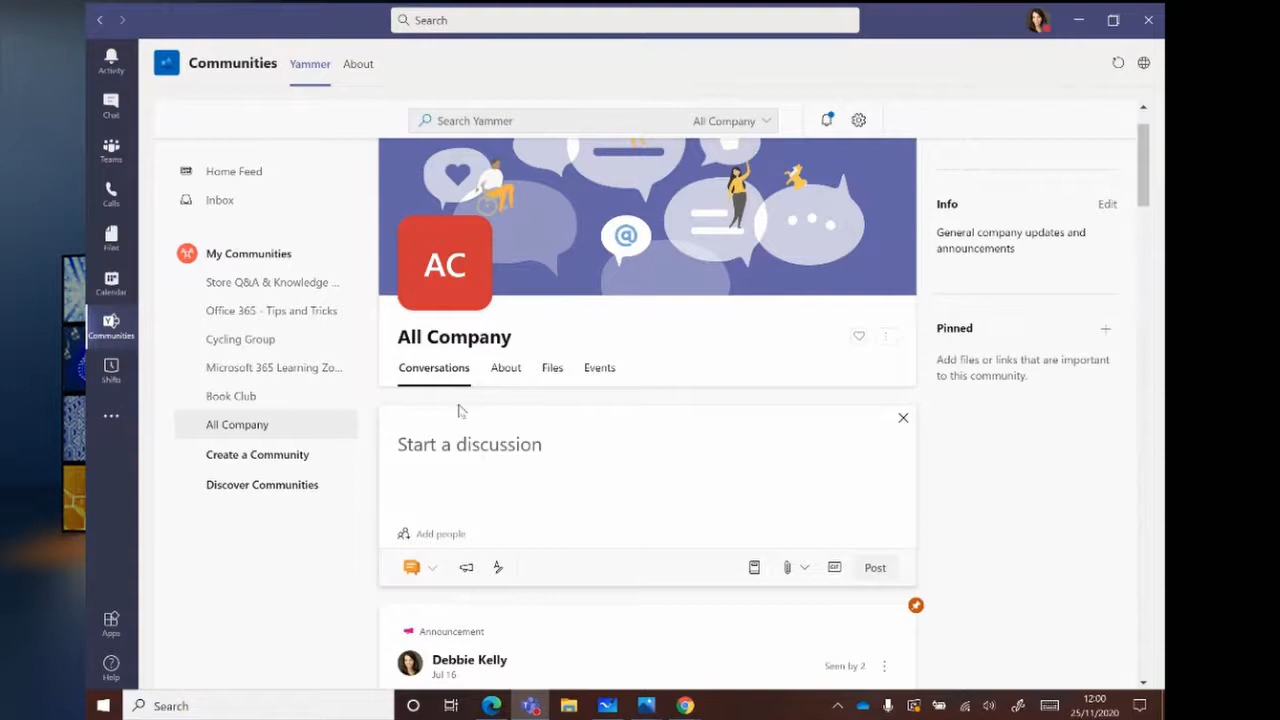 Search
Activity
Chat
Teams
Calls
Files
Calendar
Communities
Shifts
Apps
Help
Communities Yammer About
Search Yammer All Company
Home Feed
Inbox
My Communities
Store Q&A & Knowledge ...
Office 365 - Tips and Tricks
Cycling Group
Microsoft 365 Learning Zo...
Book Club
All Company
Create a Community
Discover Communities
@
AC
All Company
Conversations About Files Events
Start a discussion
Add people
GIF
Post
Announcement
Debbie Kelly
Jul 16
Seen by 2
Info Edit
General company updates and
announcements
Pinned
Add files or links that are important
to this community.
Search
12:00
25/11/2020